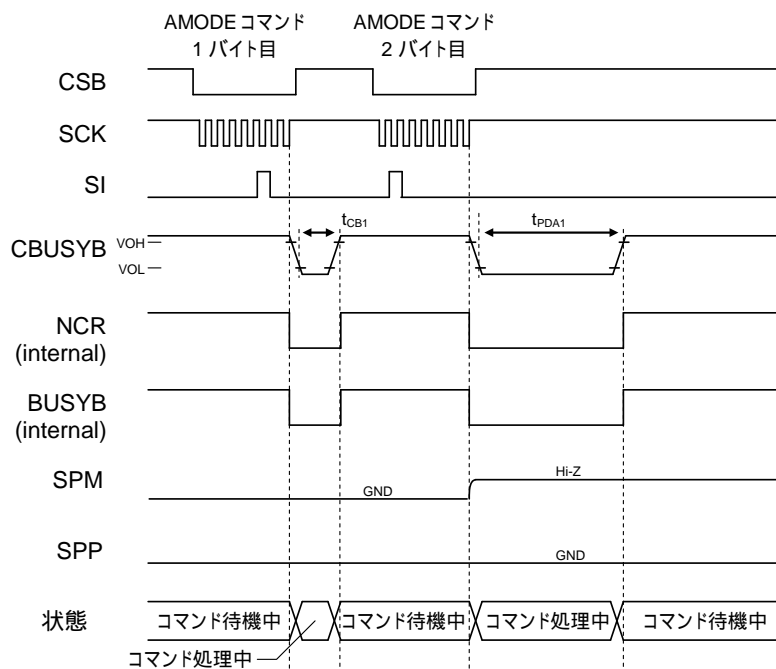 AMODE コマンド
1 バイト目
AMODE コマンド
2 バイト目
CSB
SCK
SI
tCB1
tPDA1
CBUSYB
VOH
VOL
NCR
(internal)
BUSYB
(internal)
SPM
GND
Hi-Z
SPP
GND
状態
コマンド待機中
コマンド待機中
コマンド処理中
コマンド待機中
コマンド処理中